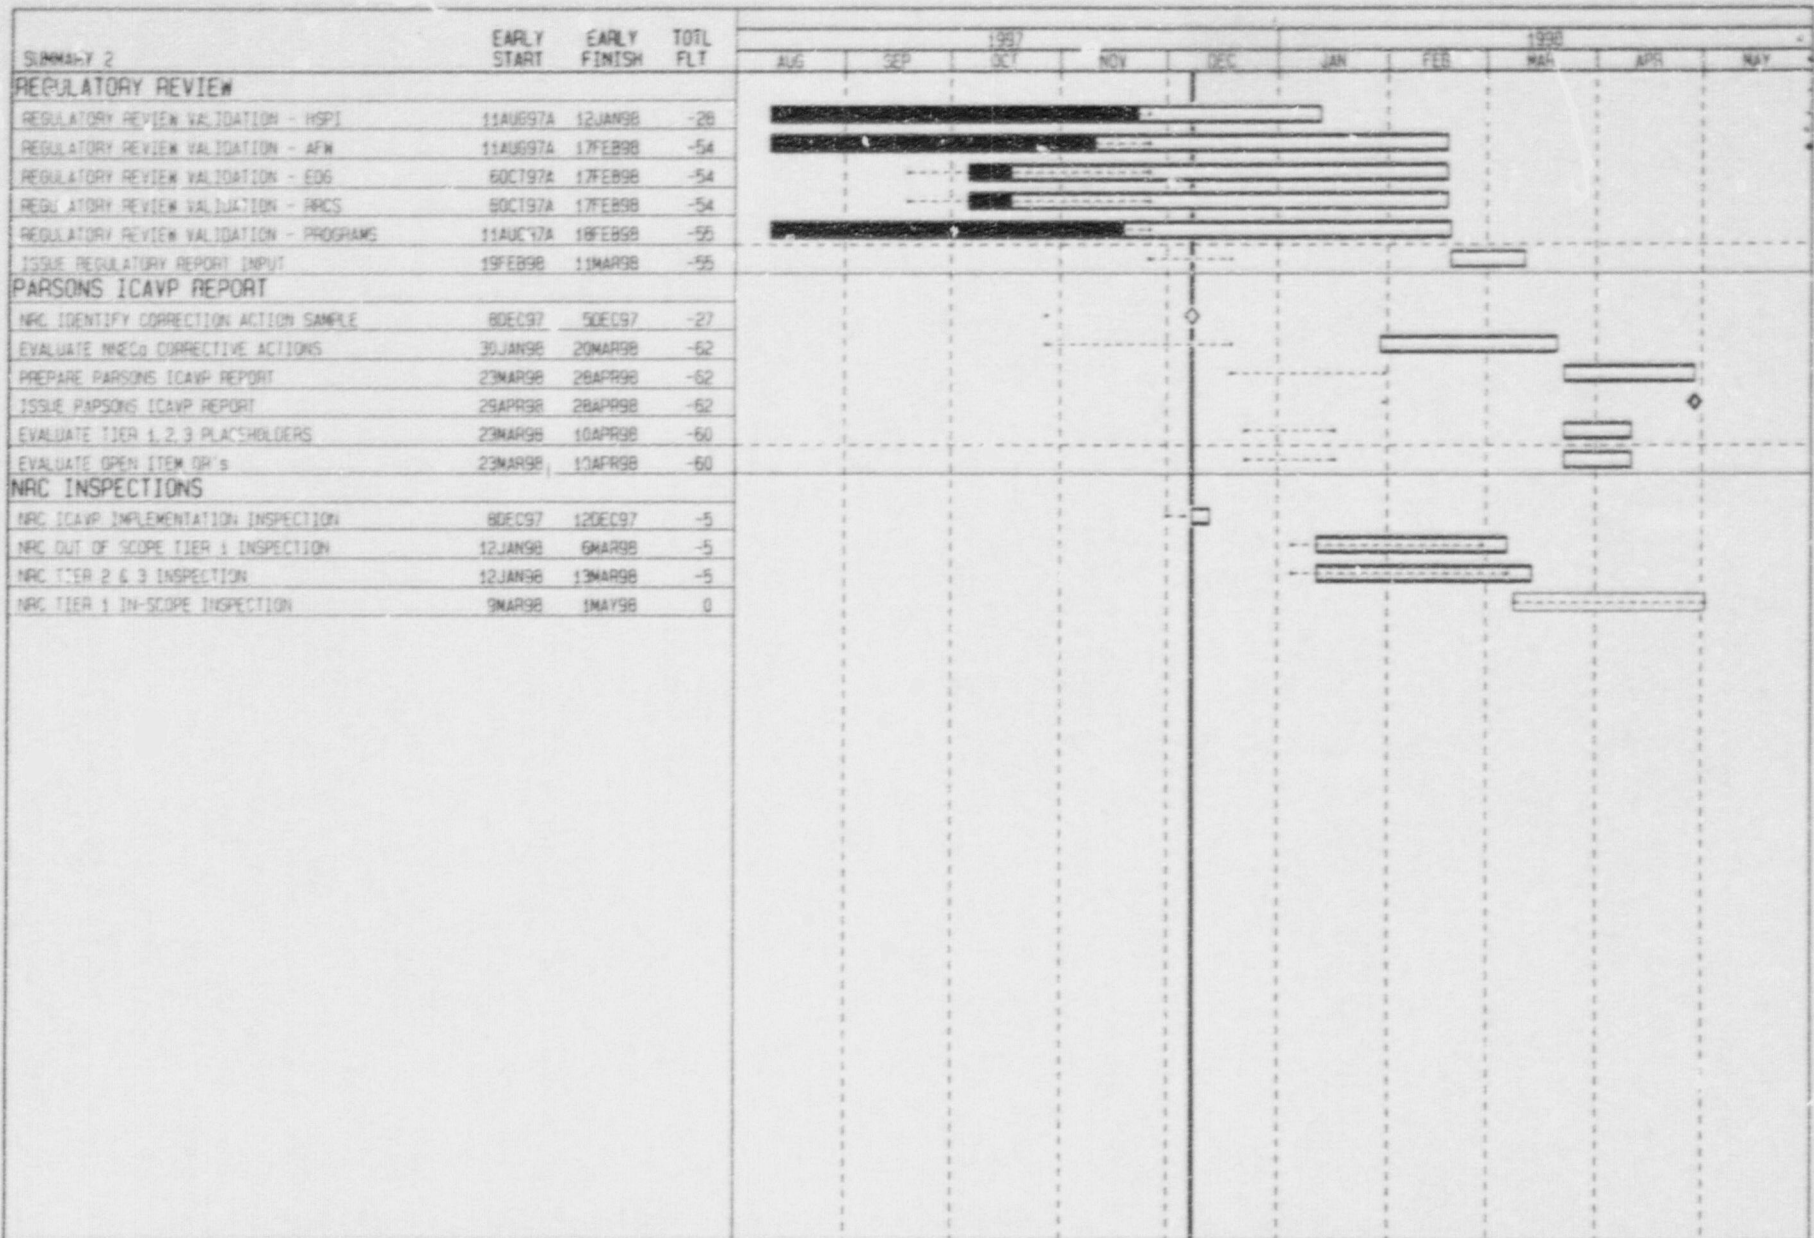 1997 1998
SUMMARY 2 EARLY START EARLY FINISH TOTL FLT AUG SEP OCT NOV DEC JAN FEB MAR APR MAY
REGULATORY REVIEW
REGULATORY REVIEW VALIDATION - HSPI 11AUG97A 12JAN98 -28
REGULATORY REVIEW VALIDATION - AFW 11AUG97A 17FEB98 -54
REGULATORY REVIEW VALIDATION - EDG 6OCT97A 17FEB98 -54
REGULATORY REVIEW VALIDATION - RRCS 6OCT97A 17FEB98 -54
REGULATORY REVIEW VALIDATION - PROGRAMS 11AUG97A 18FEB98 -55
ISSUE REGULATORY REPORT INPUT 19FEB98 11MAR98 -55
PARSONS ICAVP REPORT
NRC IDENTIFY CORRECTION ACTION SAMPLE 8DEC97 5DEC97 -27
EVALUATE NNECo CORRECTIVE ACTIONS 30JAN98 20MAR98 -62
PREPARE PARSONS ICAVP REPORT 23MAR98 28APR98 -62
ISSUE PARSONS ICAVP REPORT 29APR98 28APR98 -62
EVALUATE TIER 1,2,3 PLACEHOLDERS 23MAR98 10APR98 -60
EVALUATE OPEN ITEM DR's 23MAR98 10APR98 -60
NRC INSPECTIONS
NRC ICAVP IMPLEMENTATION INSPECTION 8DEC97 12DEC97 -5
NRC OUT OF SCOPE TIER 1 INSPECTION 12JAN98 6MAR98 -5
NRC TIER 2 & 3 INSPECTION 12JAN98 13MAR98 -5
NRC TIER 1 IN-SCOPE INSPECTION 9MAR98 1MAY98 0